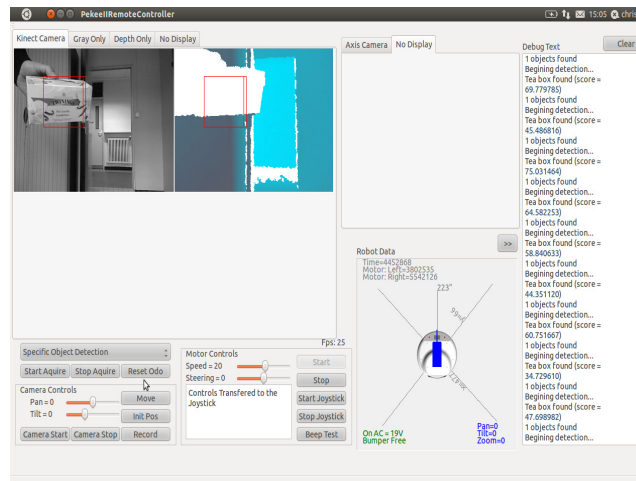 PekeeIIRemoteController
15:05
chris
Kinect Camera
Gray Only
Depth Only
No Display
TWININGS
Axis Camera
No Display
Debug Text
Clear
1 objects found
Begining detection...
Tea box found (score =
69.779785)
1 objects found
Begining detection...
Tea box found (score =
45.486816)
1 objects found
Begining detection...
Tea box found (score =
75.031464)
1 objects found
Begining detection...
Tea box found (score =
64.582253)
1 objects found
Begining detection...
Tea box found (score =
58.840633)
1 objects found
Begining detection...
Tea box found (score =
44.351120)
1 objects found
Begining detection...
Tea box found (score =
60.751667)
1 objects found
Begining detection...
Tea box found (score =
34.729610)
1 objects found
Begining detection...
Tea box found (score =
47.698982)
1 objects found
Begining detection...
>>
Robot Data
Time=4452868
Motor: Left=3802535
Motor: Right=5542126
223"
On AC = 19V
Bumper Free
Pan=0
Tilt=0
Zoom=0
Fps: 25
Specific Object Detection
Start Aquire
Stop Aquire
Reset Odo
Camera Controls
Pan = 0
Tilt = 0
Move
Init Pos
Camera Start
Camera Stop
Record
Motor Controls
Speed = 20
Steering = 0
Controls Transfered to the
Joystick
Start
Stop
Start Joystick
Stop Joystick
Beep Test